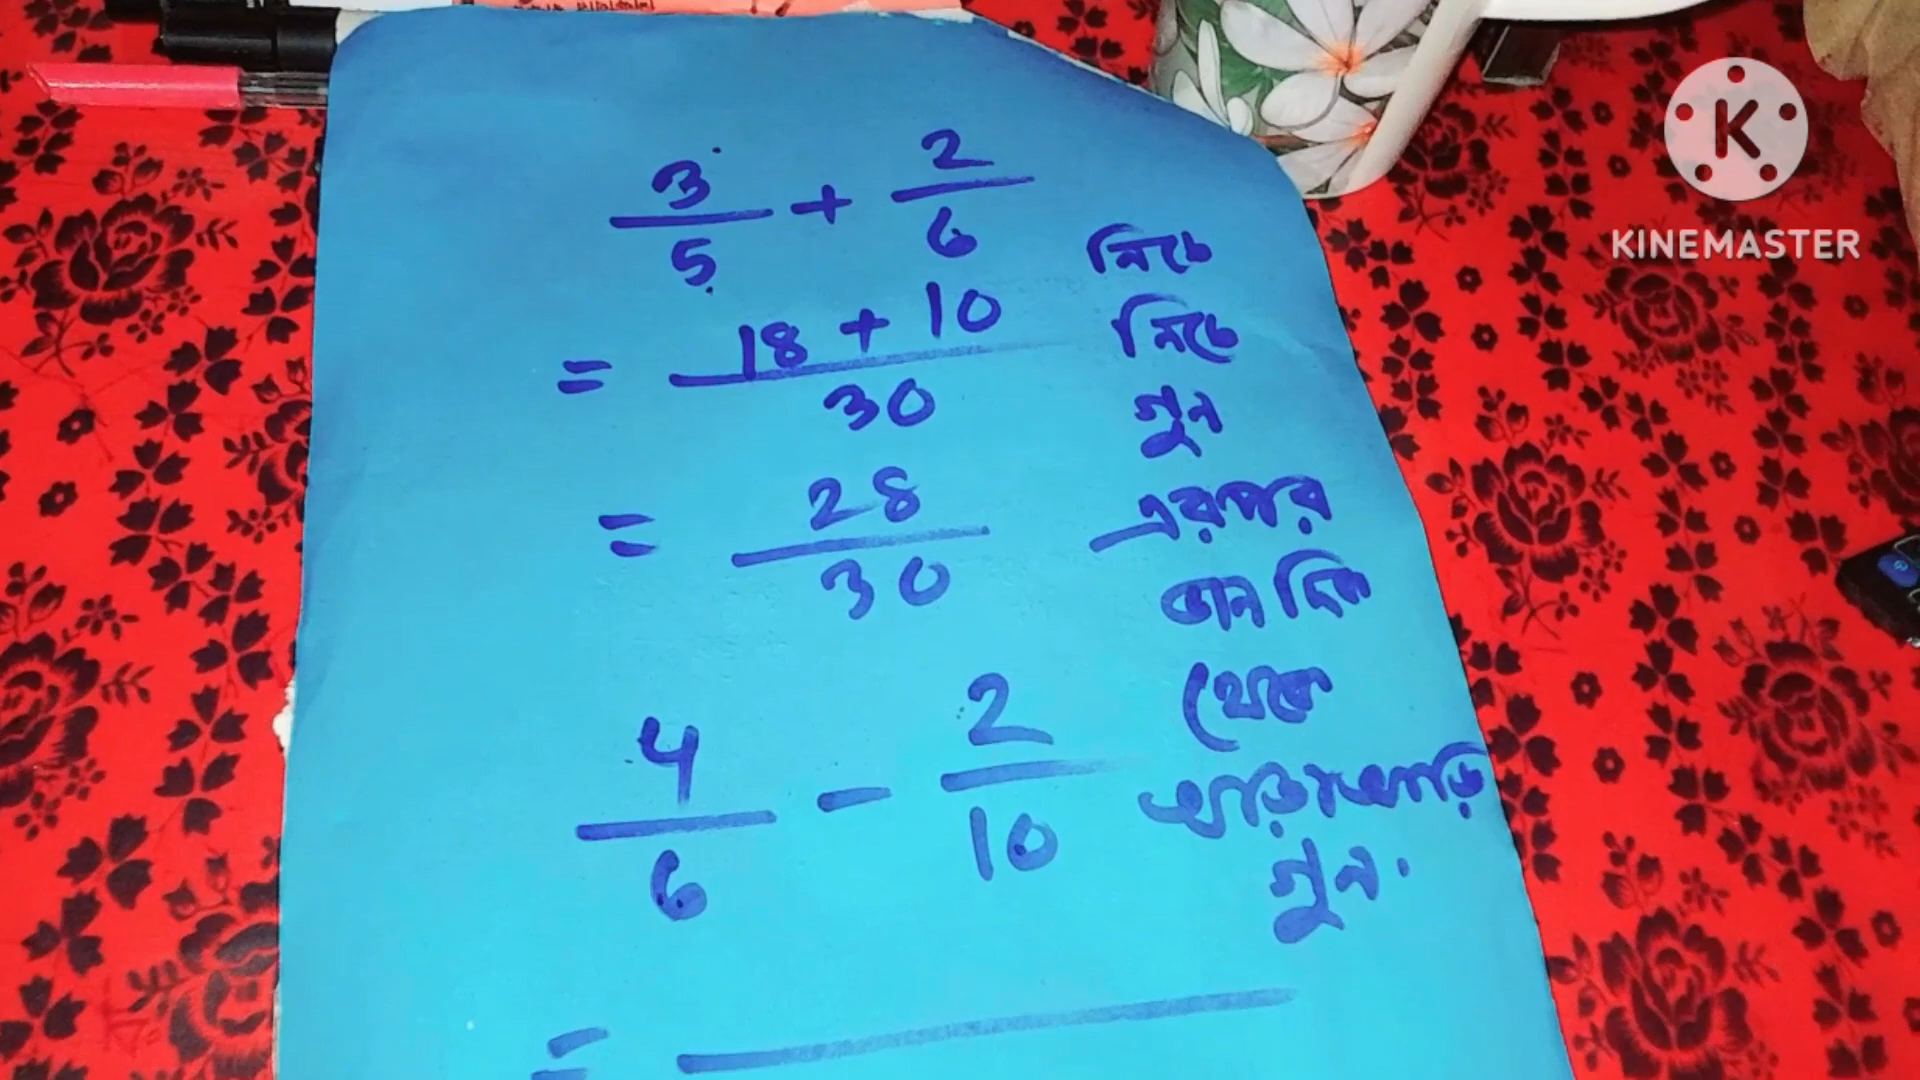 3/5 + 2/6
= 18 + 10 / 30
= 28 / 30
4/6 - 2/10
=
নিচে
নিচে
গুন
এরপর
ডান দিক
থেকে
আড়াআড়ি
গুন
K
KINEMASTER